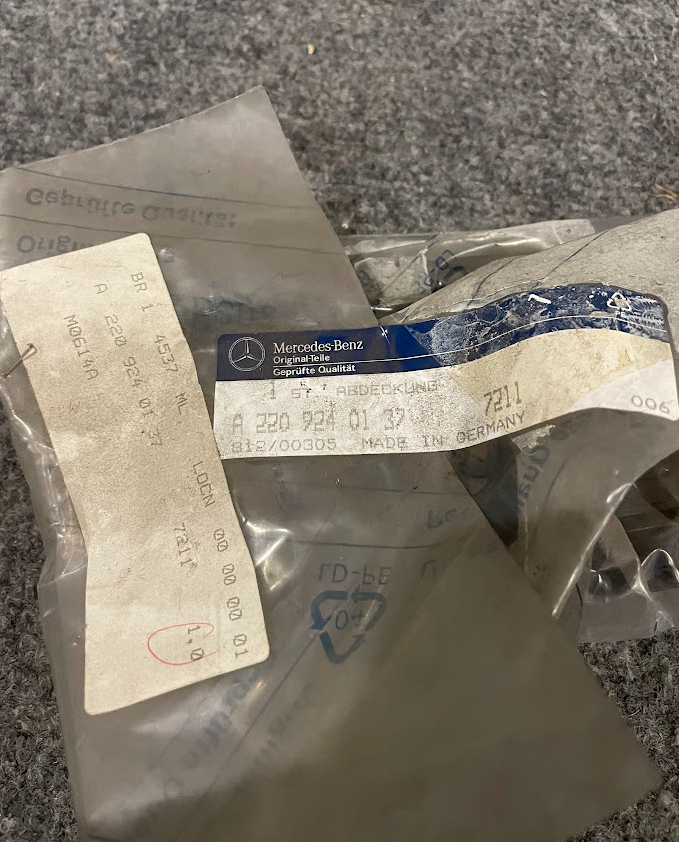 Geprüfte Qualität
BR 1 4537 ML
A 220 924 01 37
M0614A
LOCN 00 00 00 01
7211
1,0
Mercedes-Benz
Original-Teile
Geprüfte Qualität
1 ST ABDECKUNG
A 220 924 01 37 7211
812/00305 MADE IN GERMANY
006
LD-PE
04